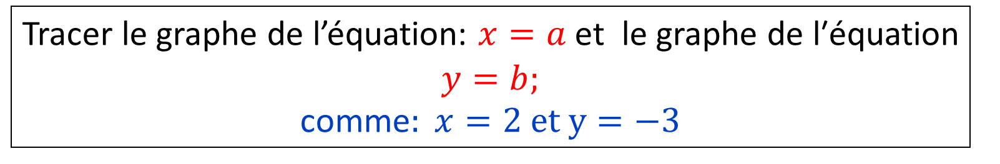 Tracer le graphe de l’équation: x = a et le graphe de l′équation
y = b;
comme: x = 2 et y = −3